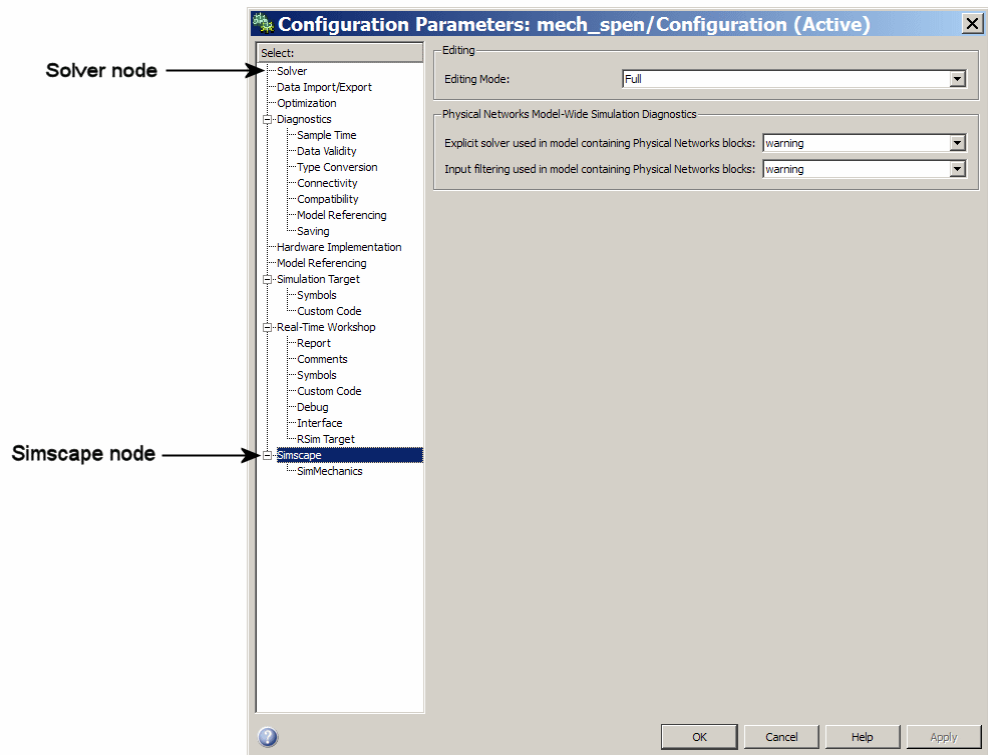 Configuration Parameters: mech_spen/Configuration (Active)
Select:
Solver node
Solver
Data Import/Export
Optimization
Diagnostics
Sample Time
Data Validity
Type Conversion
Connectivity
Compatibility
Model Referencing
Saving
Hardware Implementation
Model Referencing
Simulation Target
Symbols
Custom Code
Real-Time Workshop
Report
Comments
Symbols
Custom Code
Debug
Interface
RSim Target
Simscape node
Simscape
SimMechanics
Editing
Editing Mode: Full
Physical Networks Model-Wide Simulation Diagnostics
Explicit solver used in model containing Physical Networks blocks: warning
Input filtering used in model containing Physical Networks blocks: warning
? OK Cancel Help Apply